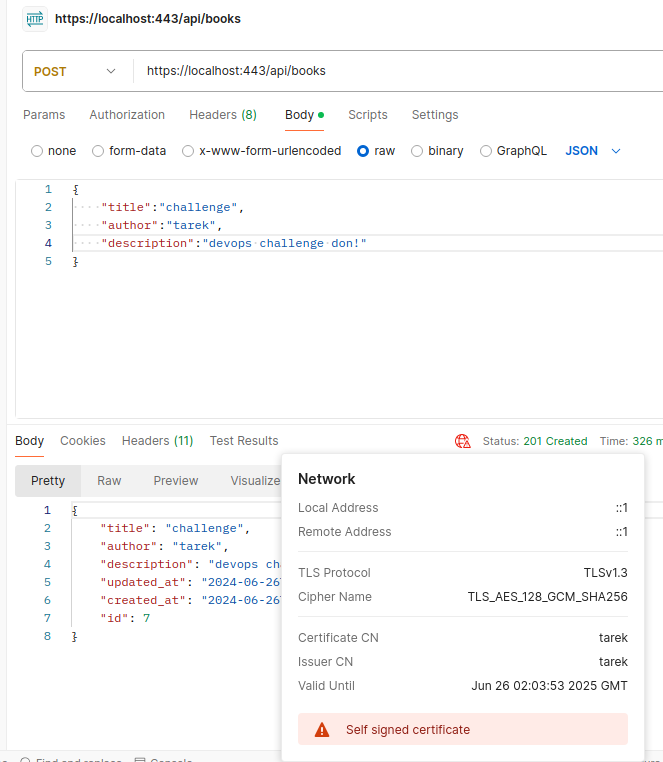 HTTP https://localhost:443/api/books
POST https://localhost:443/api/books
Params Authorization Headers (8) Body Scripts Settings
none form-data x-www-form-urlencoded raw binary GraphQL JSON
1 {
2 "title":"challenge",
3 "author":"tarek",
4 "description":"devops challenge don!"
5 }
Body Cookies Headers (11) Test Results Status: 201 Created Time: 326 m
Pretty Raw Preview Visualize
1 {
2 "title": "challenge",
3 "author": "tarek",
4 "description": "devops ch
5 "updated_at": "2024-06-26
6 "created_at": "2024-06-26
7 "id": 7
8 }
Network
Local Address ::1
Remote Address ::1
TLS Protocol TLSv1.3
Cipher Name TLS_AES_128_GCM_SHA256
Certificate CN tarek
Issuer CN tarek
Valid Until Jun 26 02:03:53 2025 GMT
Self signed certificate
Find and replace Console